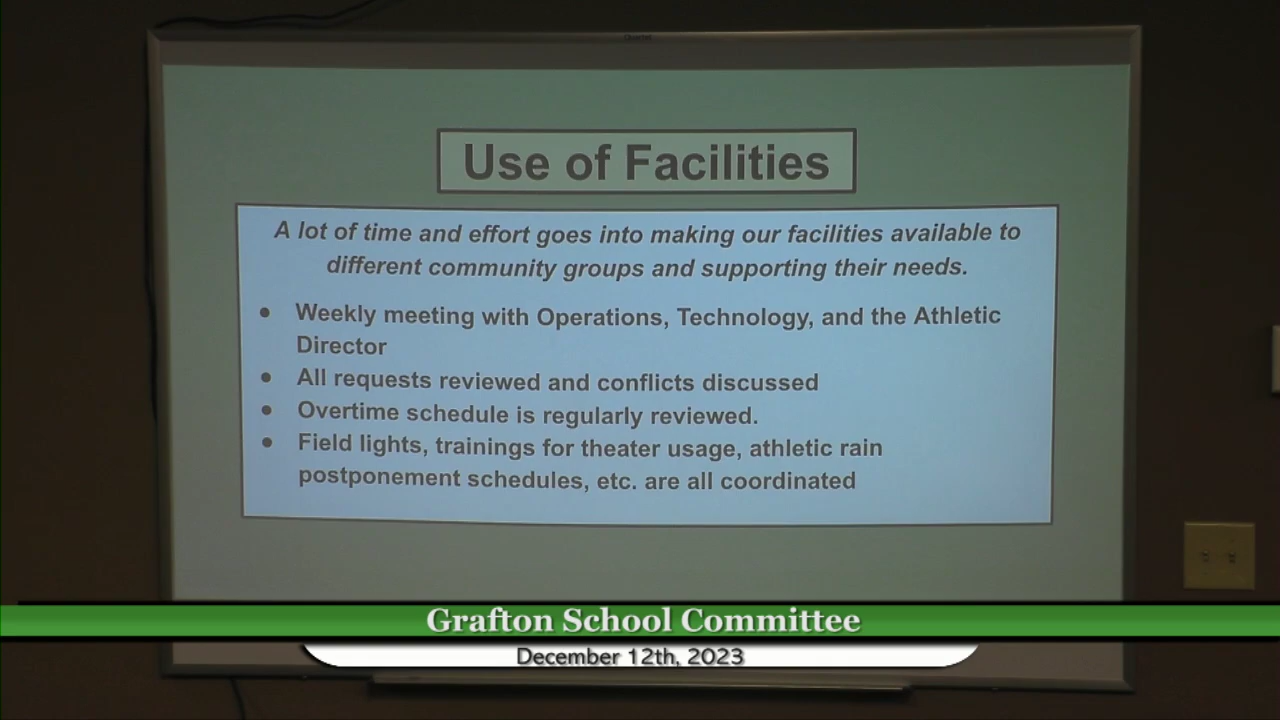 Use of Facilities
A lot of time and effort goes into making our facilities available to
different community groups and supporting their needs.
● Weekly meeting with Operations, Technology, and the Athletic
Director
● All requests reviewed and conflicts discussed
● Overtime schedule is regularly reviewed.
● Field lights, trainings for theater usage, athletic rain
postponement schedules, etc. are all coordinated
Grafton School Committee
December 12th, 2023